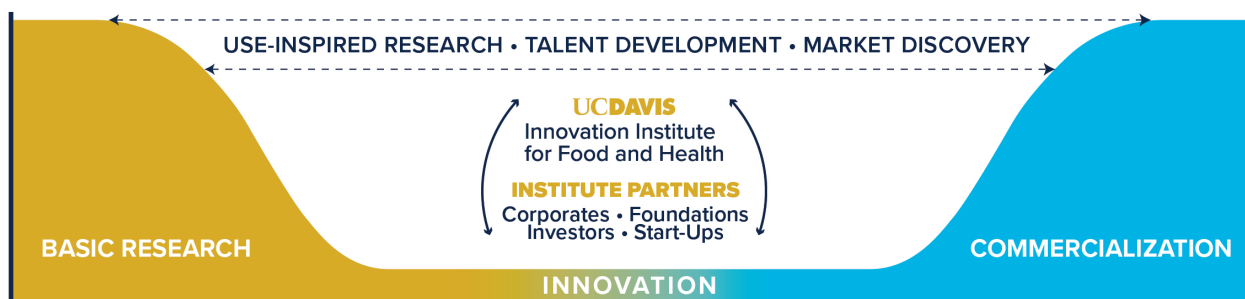 USE-INSPIRED RESEARCH • TALENT DEVELOPMENT • MARKET DISCOVERY
UCDAVIS
Innovation Institute
for Food and Health
INSTITUTE PARTNERS
Corporates • Foundations
Investors • Start-Ups
BASIC RESEARCH
COMMERCIALIZATION
INNOVATION